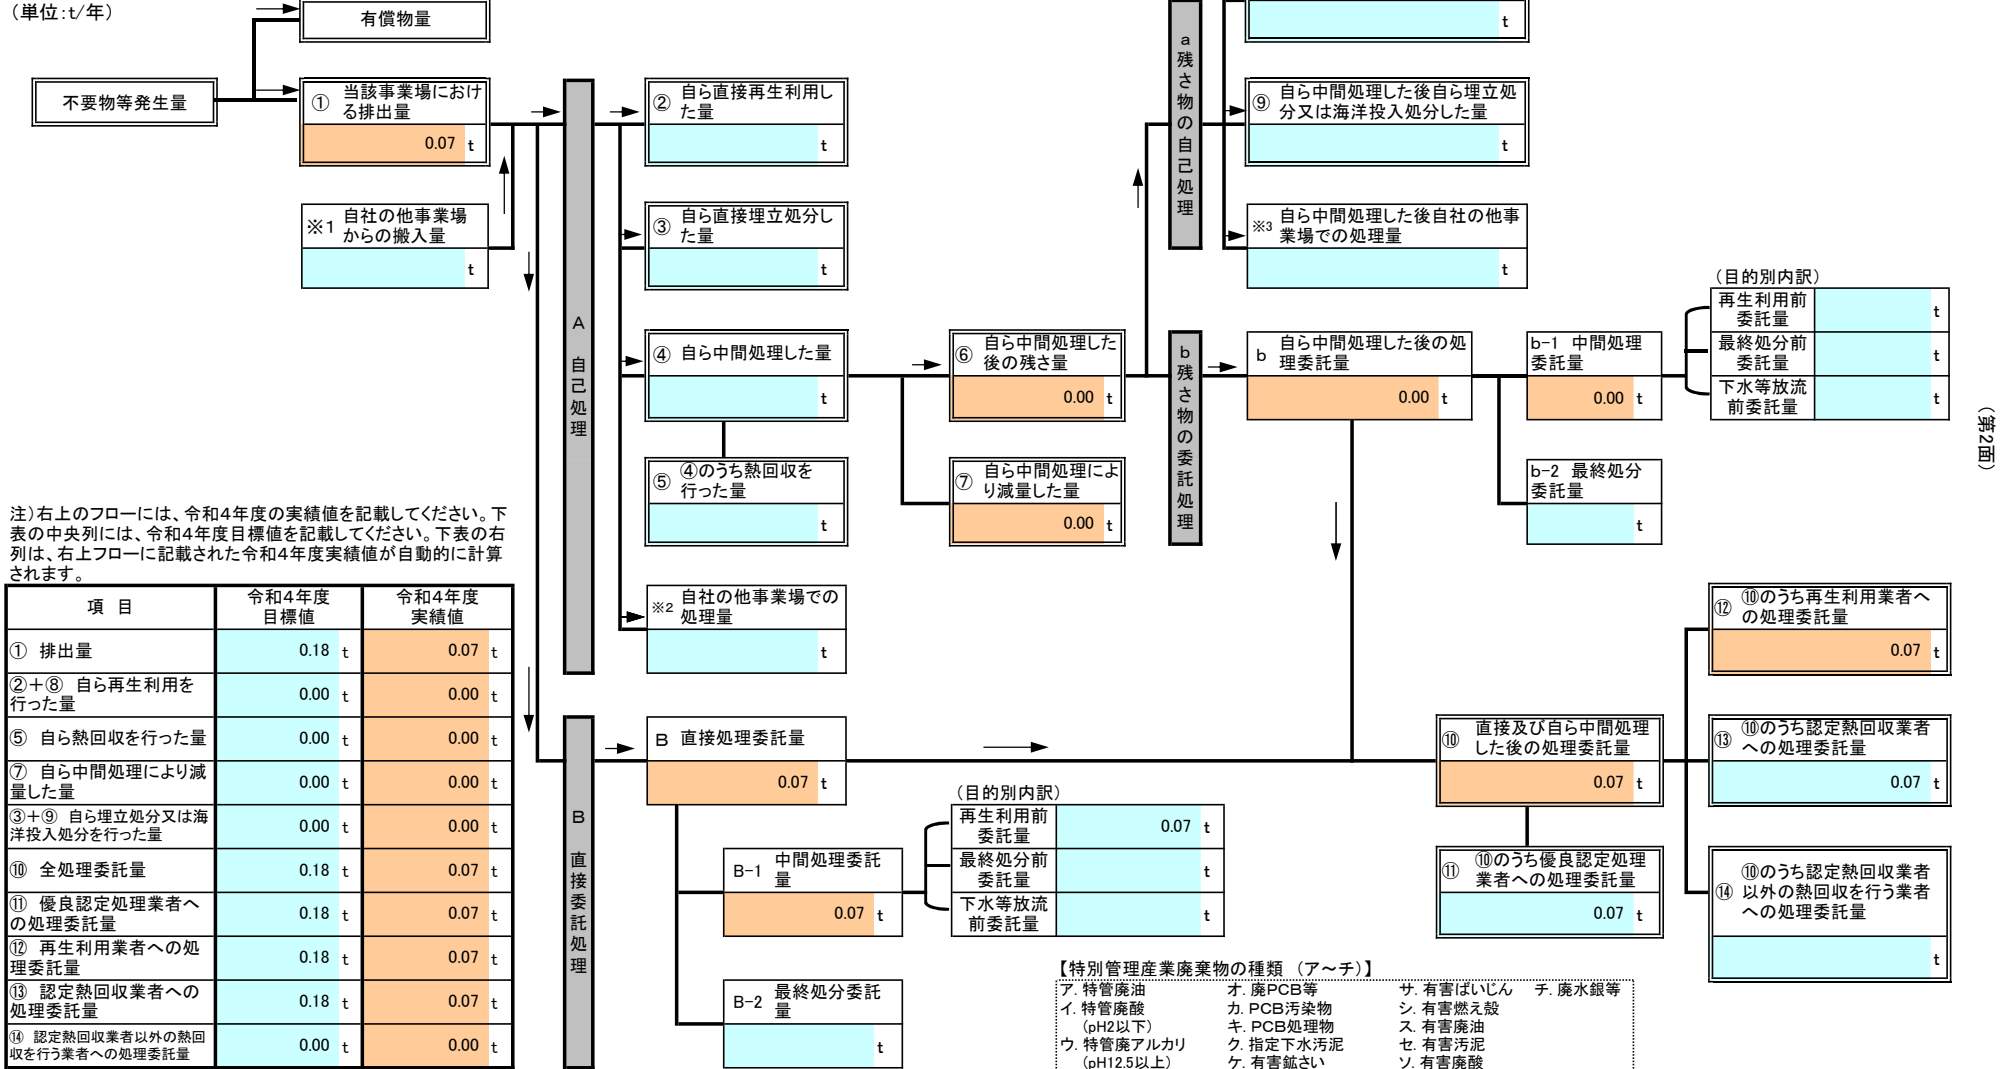 (単位:t/年)
有償物量
不要物等発生量
① 当該事業場におけ
る排出量
0.07 t
※1 自社の他事業場
からの搬入量
t
A 自己処理
② 自ら直接再生利用し
た量
t
③ 自ら直接埋立処分し
た量
t
④ 自ら中間処理した量
t
⑤ ④のうち熱回収を
行った量
t
※2 自社の他事業場での
処理量
t
⑥ 自ら中間処理した
後の残さ量
0.00 t
⑦ 自ら中間処理によ
り減量した量
0.00 t
a 残さ物の自己処理
t
⑨ 自ら中間処理した後自ら埋立処
分又は海洋投入処分した量
t
※3 自ら中間処理した後自社の他事
業場での処理量
t
b 残さ物の委託処理
b 自ら中間処理した後の処
理委託量
0.00 t
b-1 中間処理
委託量
0.00 t
b-2 最終処分
委託量
t
(目的別内訳)
再生利用前
委託量
t
最終処分前
委託量
t
下水等放流
前委託量
t
(第2面)
注)右上のフローには、令和4年度の実績値を記載してください。下
表の中央列には、令和4年度目標値を記載してください。下表の右
列は、右上フローに記載された令和4年度実績値が自動的に計算
されます。
項 目 令和4年度 令和4年度
目標値 実績値
① 排出量 0.18 t 0.07 t
②+⑧ 自ら再生利用を
行った量 0.00 t 0.00 t
⑤ 自ら熱回収を行った量 0.00 t 0.00 t
⑦ 自ら中間処理により減
量した量 0.00 t 0.00 t
③+⑨ 自ら埋立処分又は海
洋投入処分を行った量 0.00 t 0.00 t
⑩ 全処理委託量 0.18 t 0.07 t
⑪ 優良認定処理業者へ
の処理委託量 0.18 t 0.07 t
⑫ 再生利用業者への処
理委託量 0.18 t 0.07 t
⑬ 認定熱回収業者への
処理委託量 0.18 t 0.07 t
⑭ 認定熱回収業者以外の熱回
収を行う業者への処理委託量 0.00 t 0.00 t
B 直接委託処理
B 直接処理委託量
0.07 t
B-1 中間処理委託
量
0.07 t
B-2 最終処分委託
量
t
(目的別内訳)
再生利用前
委託量
0.07 t
最終処分前
委託量
t
下水等放流
前委託量
t
⑩ 直接及び自ら中間処理
した後の処理委託量
0.07 t
⑪ ⑩のうち優良認定処理
業者への処理委託量
0.07 t
⑫ ⑩のうち再生利用業者へ
の処理委託量
0.07 t
⑬ ⑩のうち認定熱回収業者
への処理委託量
0.07 t
⑭ ⑩のうち認定熱回収業者
以外の熱回収を行う業者
への処理委託量
t
【特別管理産業廃棄物の種類 (ア~チ)】
ア. 特管廃油 オ. 廃PCB等 サ. 有害ばいじん チ. 廃水銀等
イ. 特管廃酸 カ. PCB汚染物 シ. 有害燃え殻
(pH2以下) キ. PCB処理物 ス. 有害廃油
ウ. 特管廃アルカリ ク. 指定下水汚泥 セ. 有害汚泥
(pH12.5以上) ケ. 有害鉱さい ソ. 有害廃酸